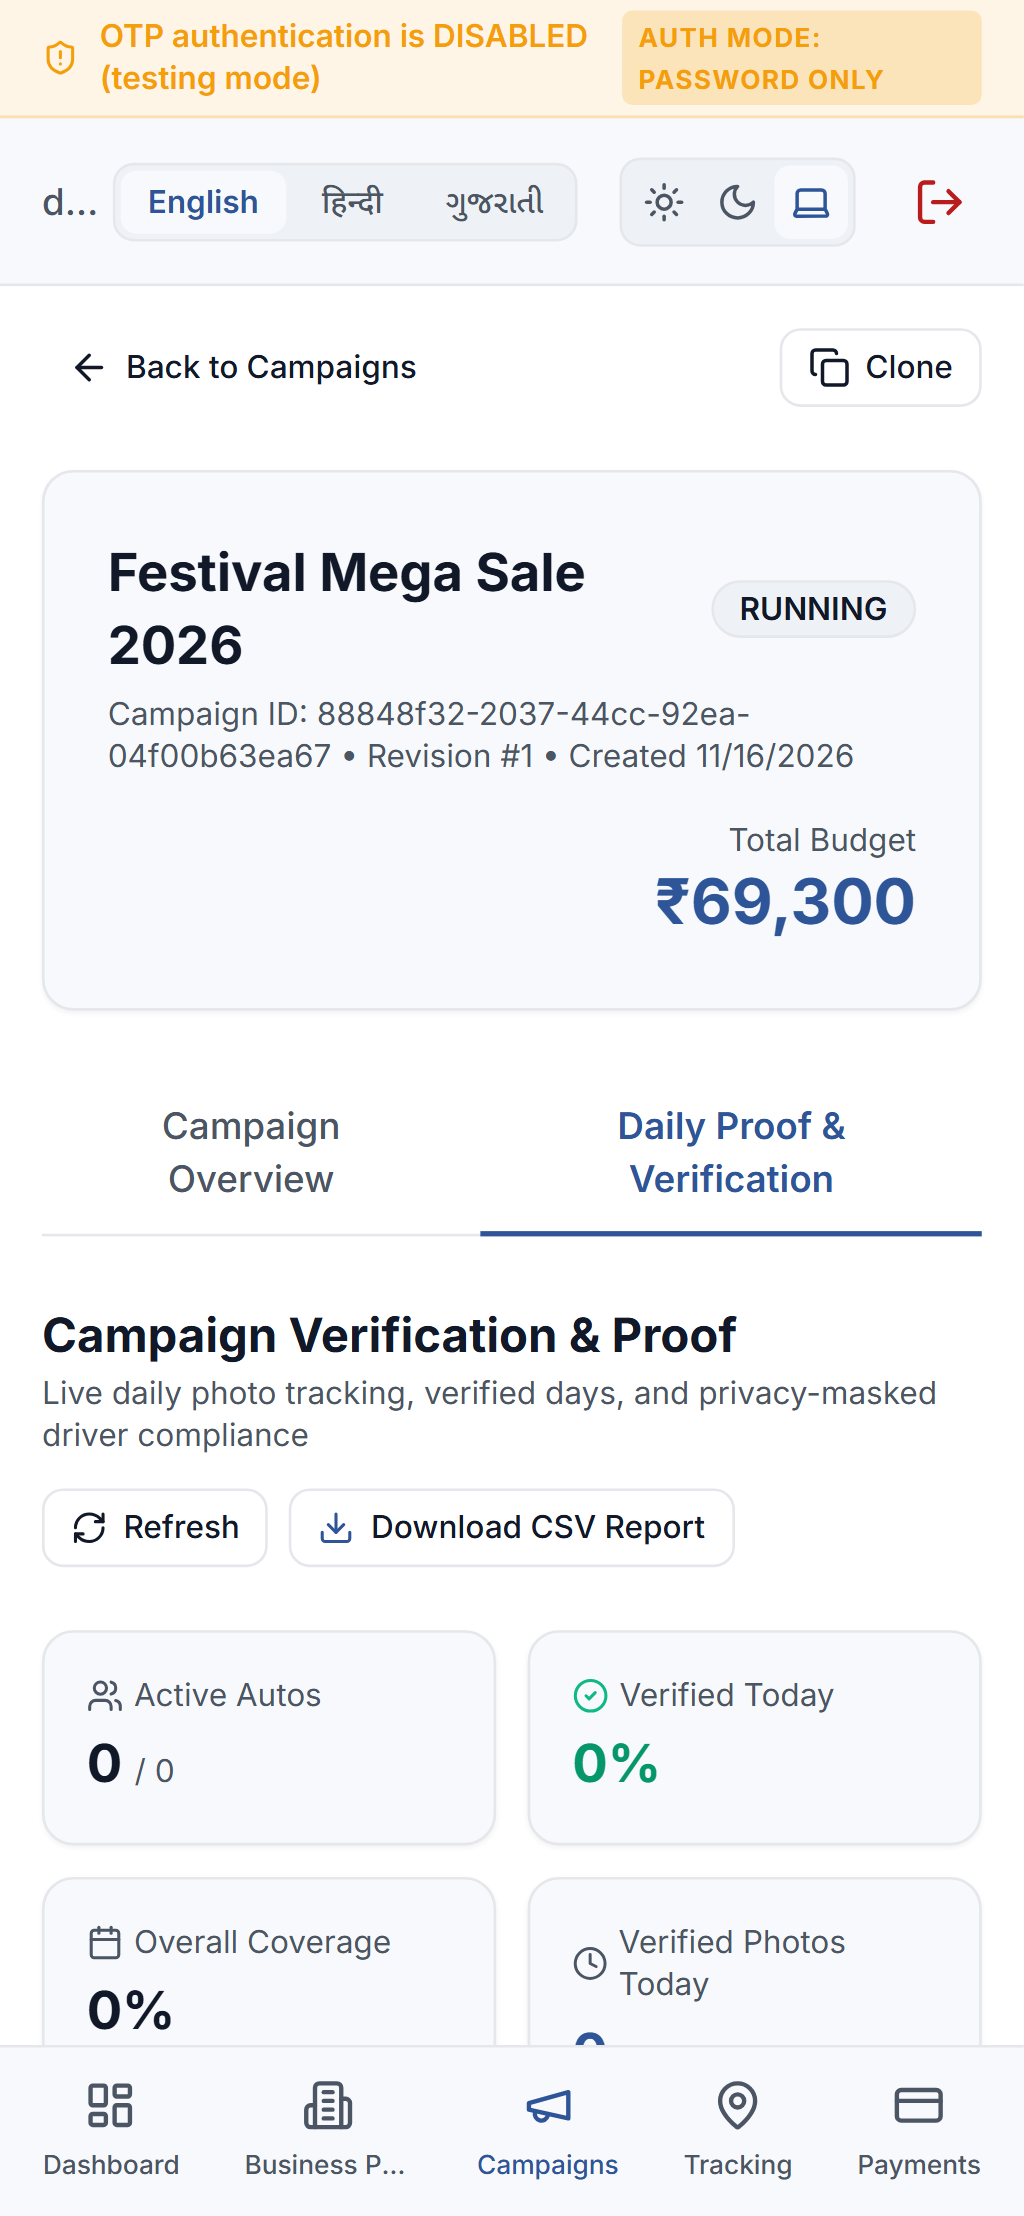 OTP authentication is DISABLED
(testing mode)
AUTH MODE:
PASSWORD ONLY
d...
English
हिन्दी
ગુજરાતી
Back to Campaigns
Clone
Festival Mega Sale
2026
RUNNING
Campaign ID: 88848f32-2037-44cc-92ea-
04f00b63ea67 • Revision #1 • Created 11/16/2026
Total Budget
₹69,300
Campaign
Overview
Daily Proof &
Verification
Campaign Verification & Proof
Live daily photo tracking, verified days, and privacy-masked
driver compliance
Refresh
Download CSV Report
Active Autos
0 / 0
Verified Today
0%
Overall Coverage
0%
Verified Photos
Today
Dashboard
Business P...
Campaigns
Tracking
Payments